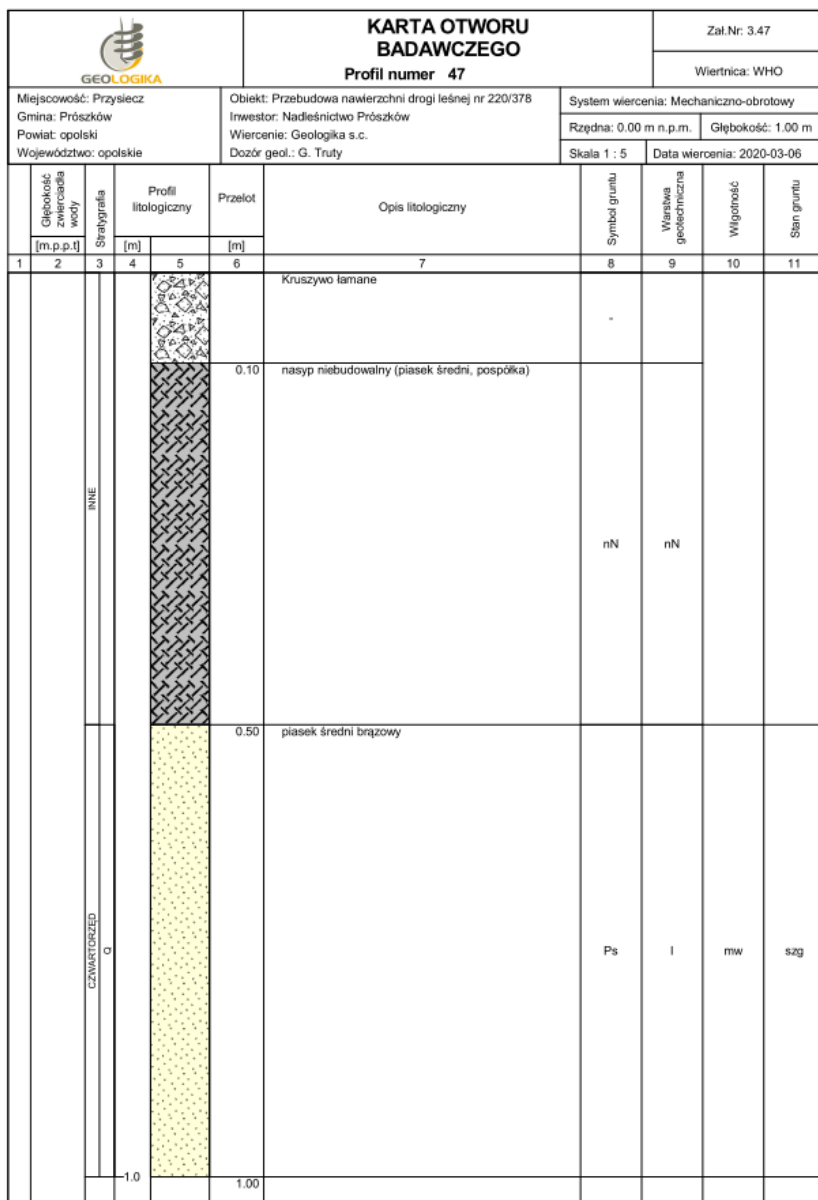 GEOLOGIKA
KARTA OTWORU
BADAWCZEGO
Profil numer 47
Zał.Nr: 3.47
Wiertnica: WHO
Miejscowość: Przysiecz
Gmina: Prószków
Powiat: opolski
Województwo: opolskie
Obiekt: Przebudowa nawierzchni drogi leśnej nr 220/378
Inwestor: Nadleśnictwo Prószków
Wiercenie: Geologika s.c.
Dozór geol.: G. Truty
System wiercenia: Mechaniczno-obrotowy
Rzędna: 0.00 m n.p.m. Głębokość: 1.00 m
Skala 1 : 5 Data wiercenia: 2020-03-06
Głębokość
zwierciadła
wody
[m.p.p.t]
Stratygrafia
Profil
litologiczny
[m]
Przelot
[m]
Opis litologiczny
Symbol gruntu
Warstwa
geotechniczna
Wilgotność
Stan gruntu
1 2 3 4 5 6 7 8 9 10 11
Kruszywo łamane
-
0.10 nasyp niebudowalny (piasek średni, pospółka)
INNE
nN nN
0.50 piasek średni brązowy
CZWARTORZĘD
Q
Ps I mw szg
1.0
1.00